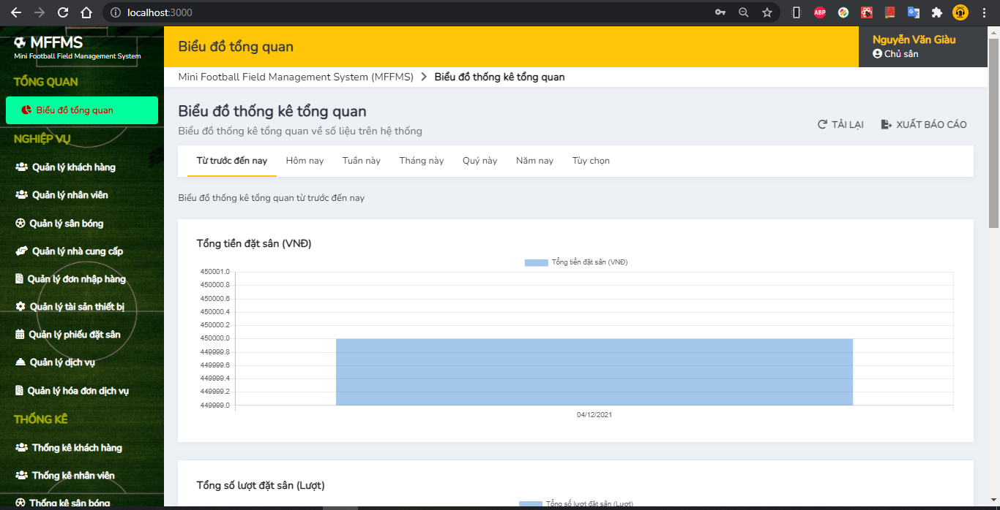 localhost:3000
ABP
MFFMS
Mini Football Field Management System
TỔNG QUAN
Biểu đồ tổng quan
NGHIỆP VỤ
Quản lý khách hàng
Quản lý nhân viên
Quản lý sân bóng
Quản lý nhà cung cấp
Quản lý đơn nhập hàng
Quản lý tài sản thiết bị
Quản lý phiếu đặt sân
Quản lý dịch vụ
Quản lý hóa đơn dịch vụ
THỐNG KÊ
Thống kê khách hàng
Thống kê nhân viên
Thống kê sân bóng
Biểu đồ tổng quan
Nguyễn Văn Giàu
Chủ sân
Mini Football Field Management System (MFFMS) Biểu đồ thống kê tổng quan
Biểu đồ thống kê tổng quan
Biểu đồ thống kê tổng quan về số liệu trên hệ thống
TẢI LẠI XUẤT BÁO CÁO
Từ trước đến nay Hôm nay Tuần này Tháng này Quý này Năm nay Tùy chọn
Biểu đồ thống kê tổng quan từ trước đến nay
Tổng tiền đặt sân (VNĐ)
Tổng tiền đặt sân (VNĐ)
450001.0
450000.8
450000.6
450000.4
450000.2
450000.0
449999.8
449999.6
449999.4
449999.2
449999.0
04/12/2021
Tổng số lượt đặt sân (Lượt)
Tổng số lượt đặt sân (Lượt)